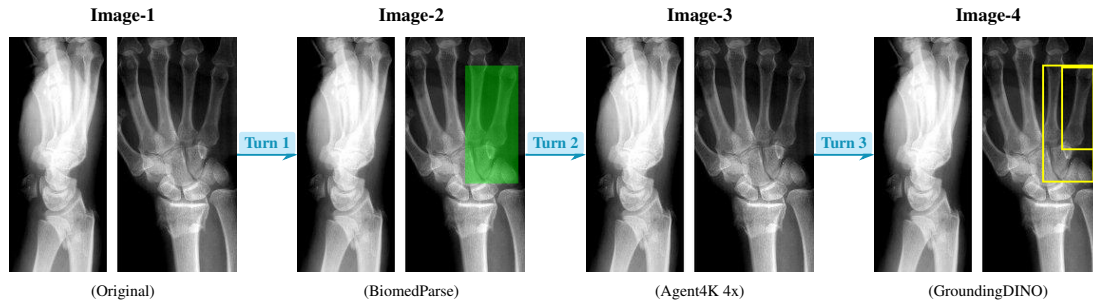 Image-1 Image-2 Image-3 Image-4
Turn 1 Turn 2 Turn 3
(Original) (BiomedParse) (Agent4K 4x) (GroundingDINO)